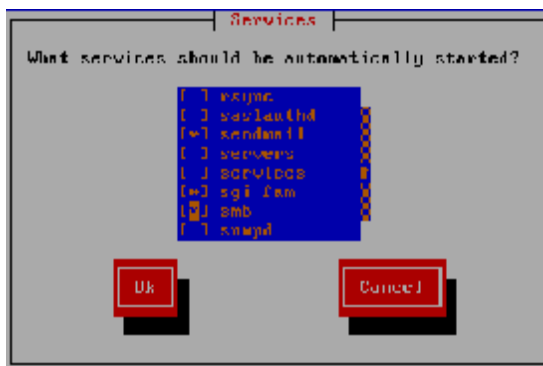 Services
What services should be automatically started?
[ ] rsync
[ ] saslauthd
[*] sendmail
[ ] servers
[ ] services
[*] sgi_fam
[*] smb
[ ] snmpd
Ok Cancel